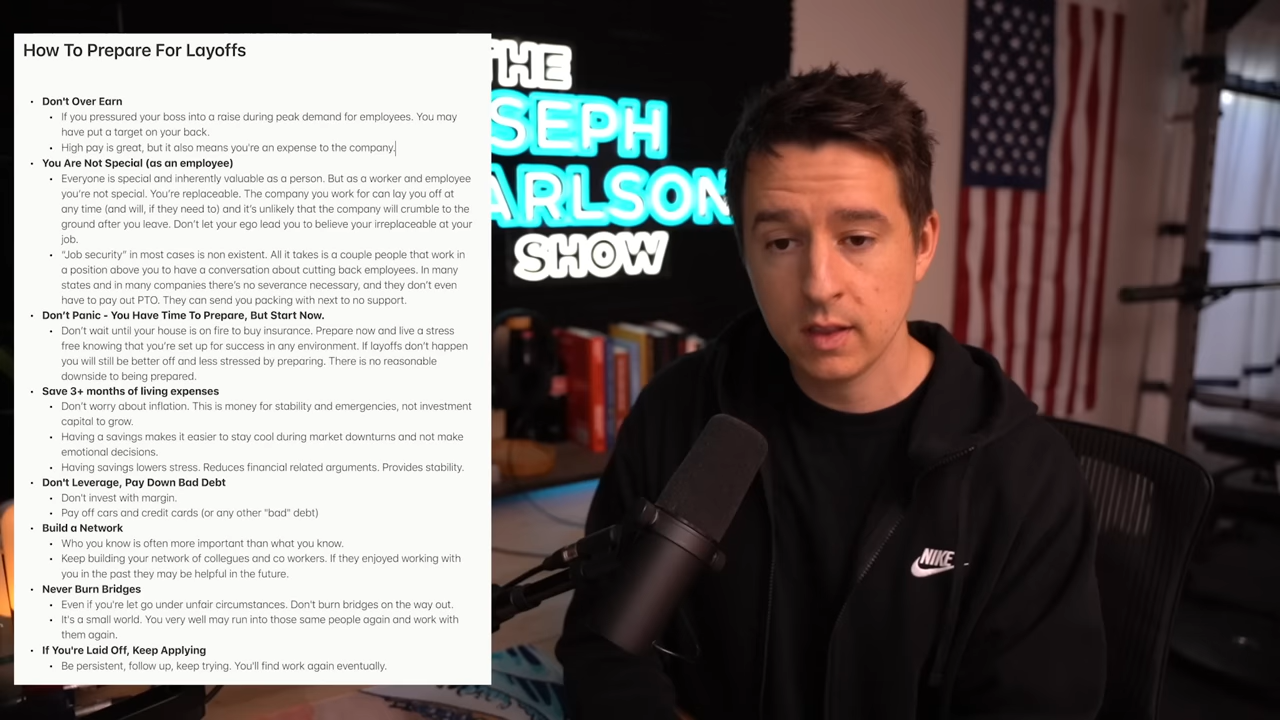 How To Prepare For Layoffs
• Don't Over Earn
• If you pressured your boss into a raise during peak demand for employees. You may
have put a target on your back.
• High pay is great, but it also means you're an expense to the company.
• You Are Not Special (as an employee)
• Everyone is special and inherently valuable as a person. But as a worker and employee
you're not special. You're replaceable. The company you work for can lay you off at
any time (and will, if they need to) and it's unlikely that the company will crumble to the
ground after you leave. Don't let your ego lead you to believe your irreplaceable at your
job.
• "Job security" in most cases is non existent. All it takes is a couple people that work in
a position above you to have a conversation about cutting back employees. In many
states and in many companies there's no severance necessary, and they don't even
have to pay out PTO. They can send you packing with next to no support.
• Don't Panic - You Have Time To Prepare, But Start Now.
• Don't wait until your house is on fire to buy insurance. Prepare now and live a stress
free knowing that you're set up for success in any environment. If layoffs don't happen
you will still be better off and less stressed by preparing. There is no reasonable
downside to being prepared.
• Save 3+ months of living expenses
• Don't worry about inflation. This is money for stability and emergencies, not investment
capital to grow.
• Having a savings makes it easier to stay cool during market downturns and not make
emotional decisions.
• Having savings lowers stress. Reduces financial related arguments. Provides stability.
• Don't Leverage, Pay Down Bad Debt
• Don't invest with margin.
• Pay off cars and credit cards (or any other "bad" debt)
• Build a Network
• Who you know is often more important than what you know.
• Keep building your network of collegues and co workers. If they enjoyed working with
you in the past they may be helpful in the future.
• Never Burn Bridges
• Even if you're let go under unfair circumstances. Don't burn bridges on the way out.
• It's a small world. You very well may run into those same people again and work with
them again.
• If You're Laid Off, Keep Applying
• Be persistent, follow up, keep trying. You'll find work again eventually.
THE
SEPH
ARLSON
SHOW
NIKE